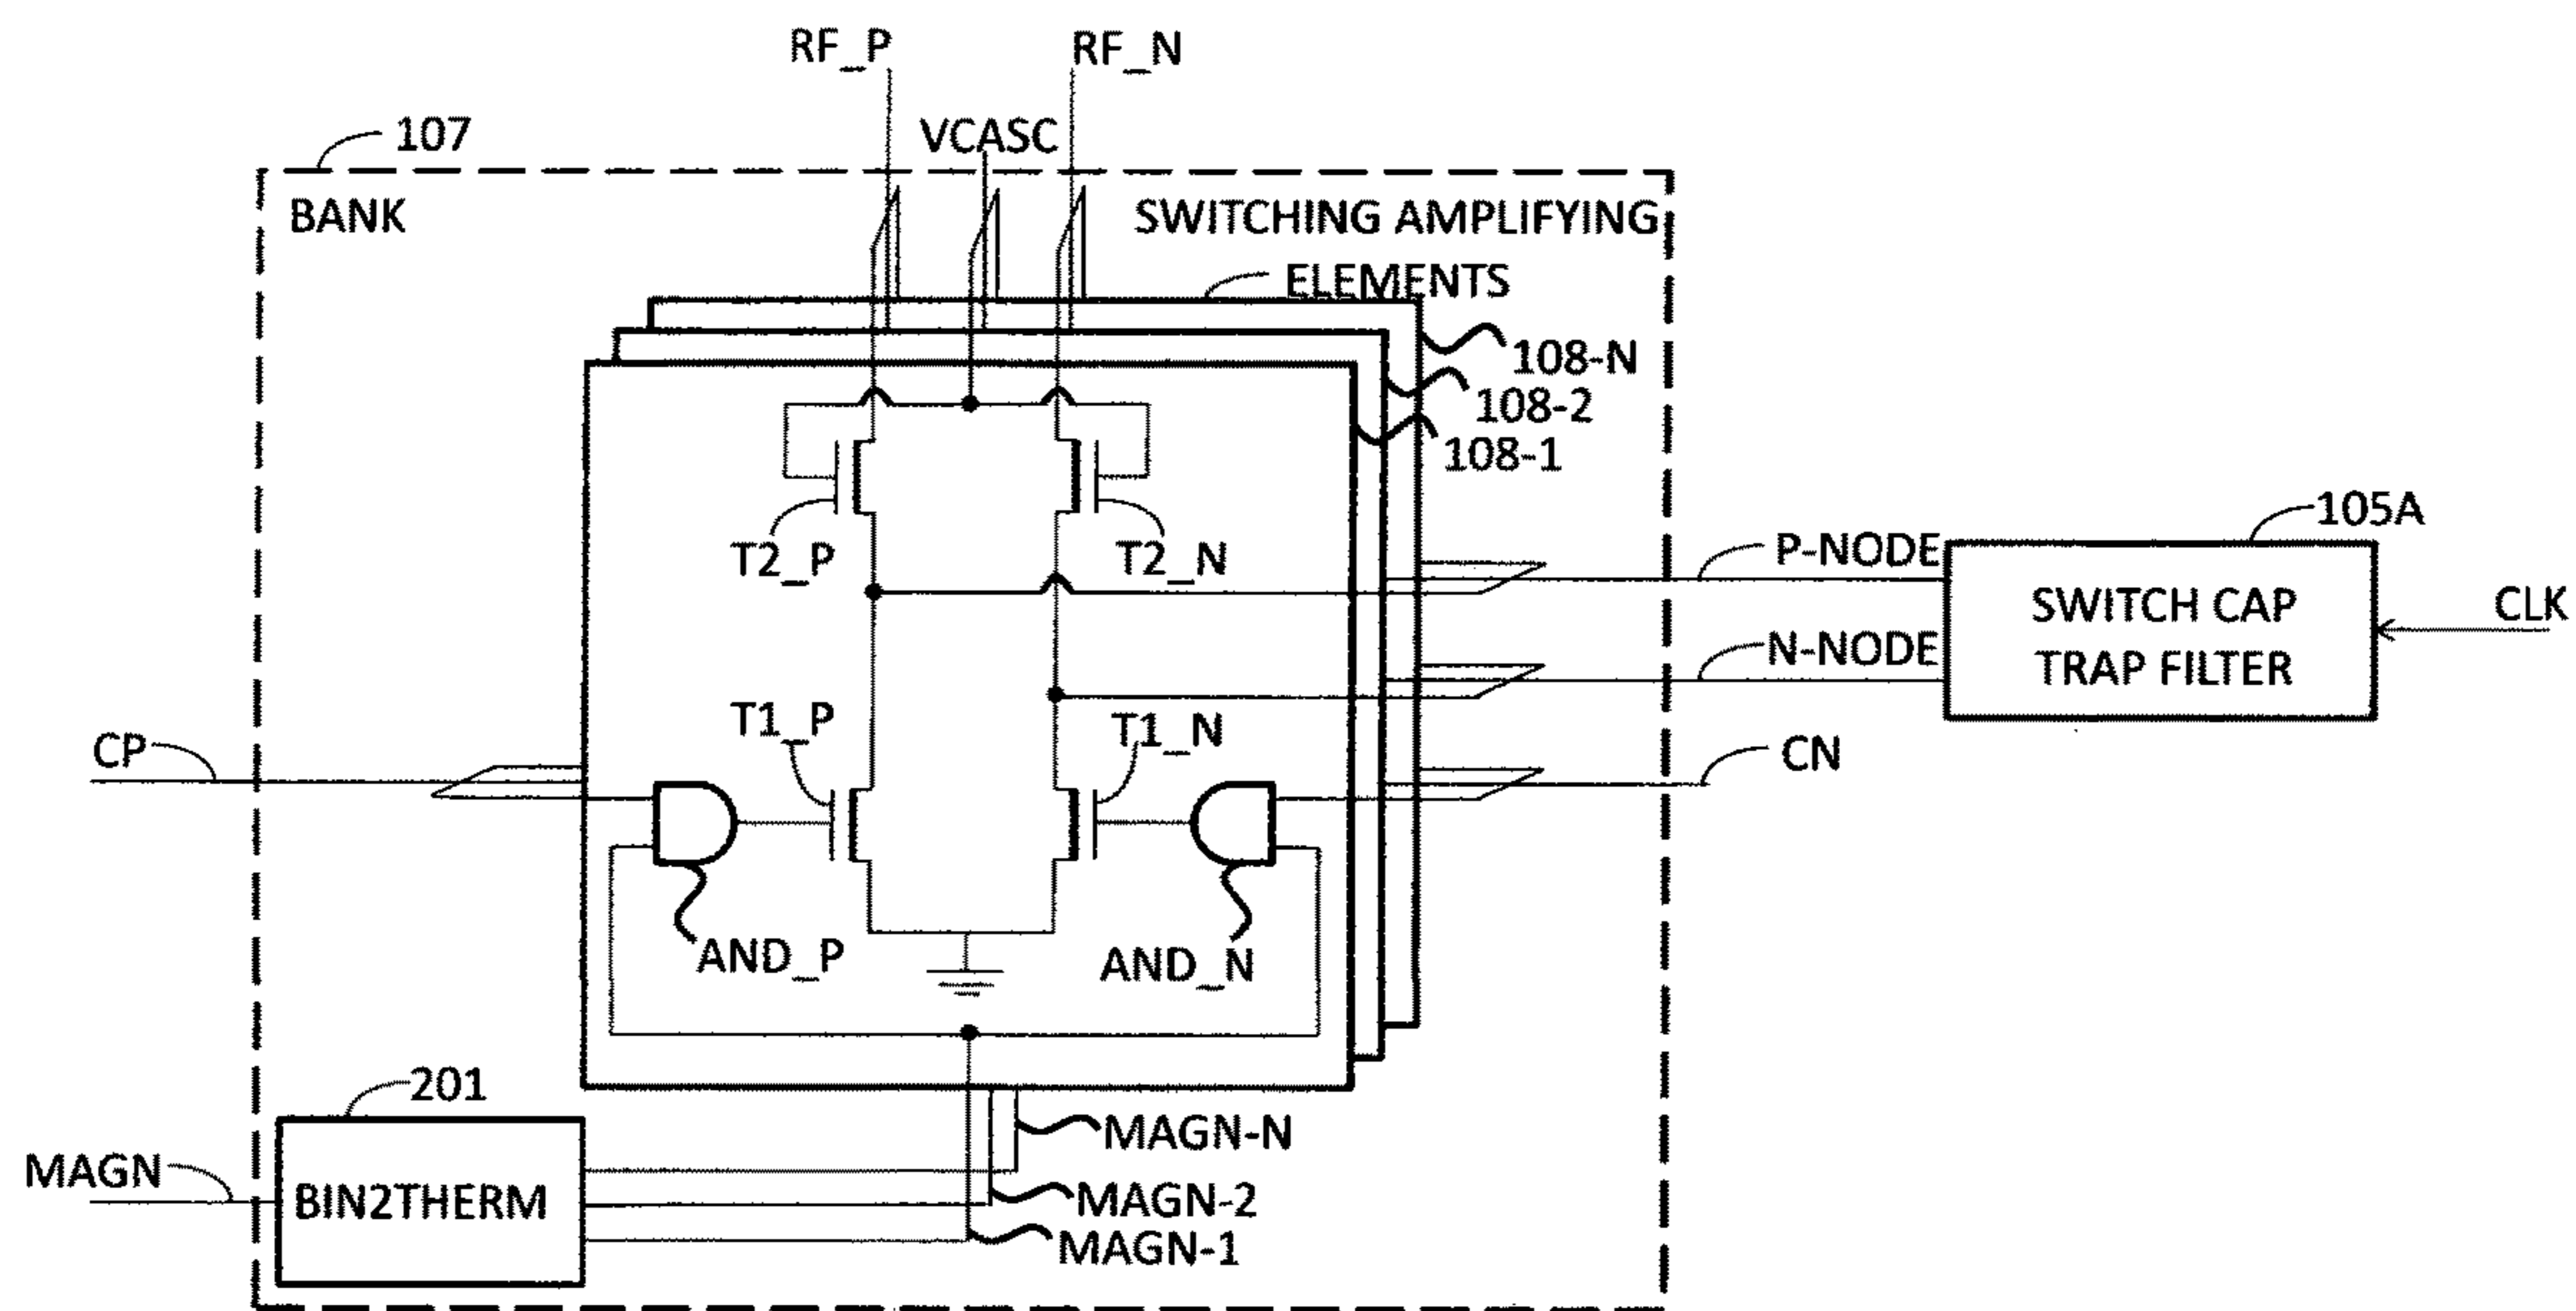 RF_P
RF_N
107
VCASC
BANK
SWITCHING AMPLIFYING
ELEMENTS
108-N
108-2
108-1
105A
T2_P
T2_N
P-NODE
SWITCH CAP
TRAP FILTER
CLK
N-NODE
T1_P
T1_N
CP
CN
AND_P
AND_N
201
MAGN-N
MAGN
BIN2THERM
MAGN-2
MAGN-1